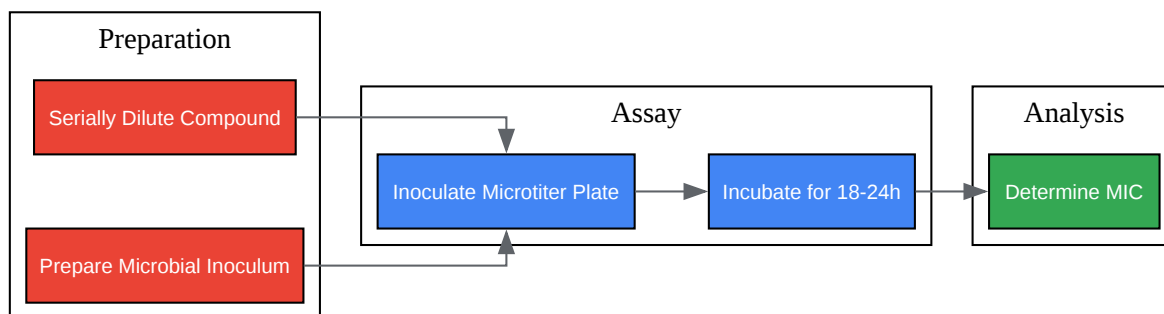 Preparation
Serially Dilute Compound
Prepare Microbial Inoculum
Assay
Inoculate Microtiter Plate
Incubate for 18-24h
Analysis
Determine MIC